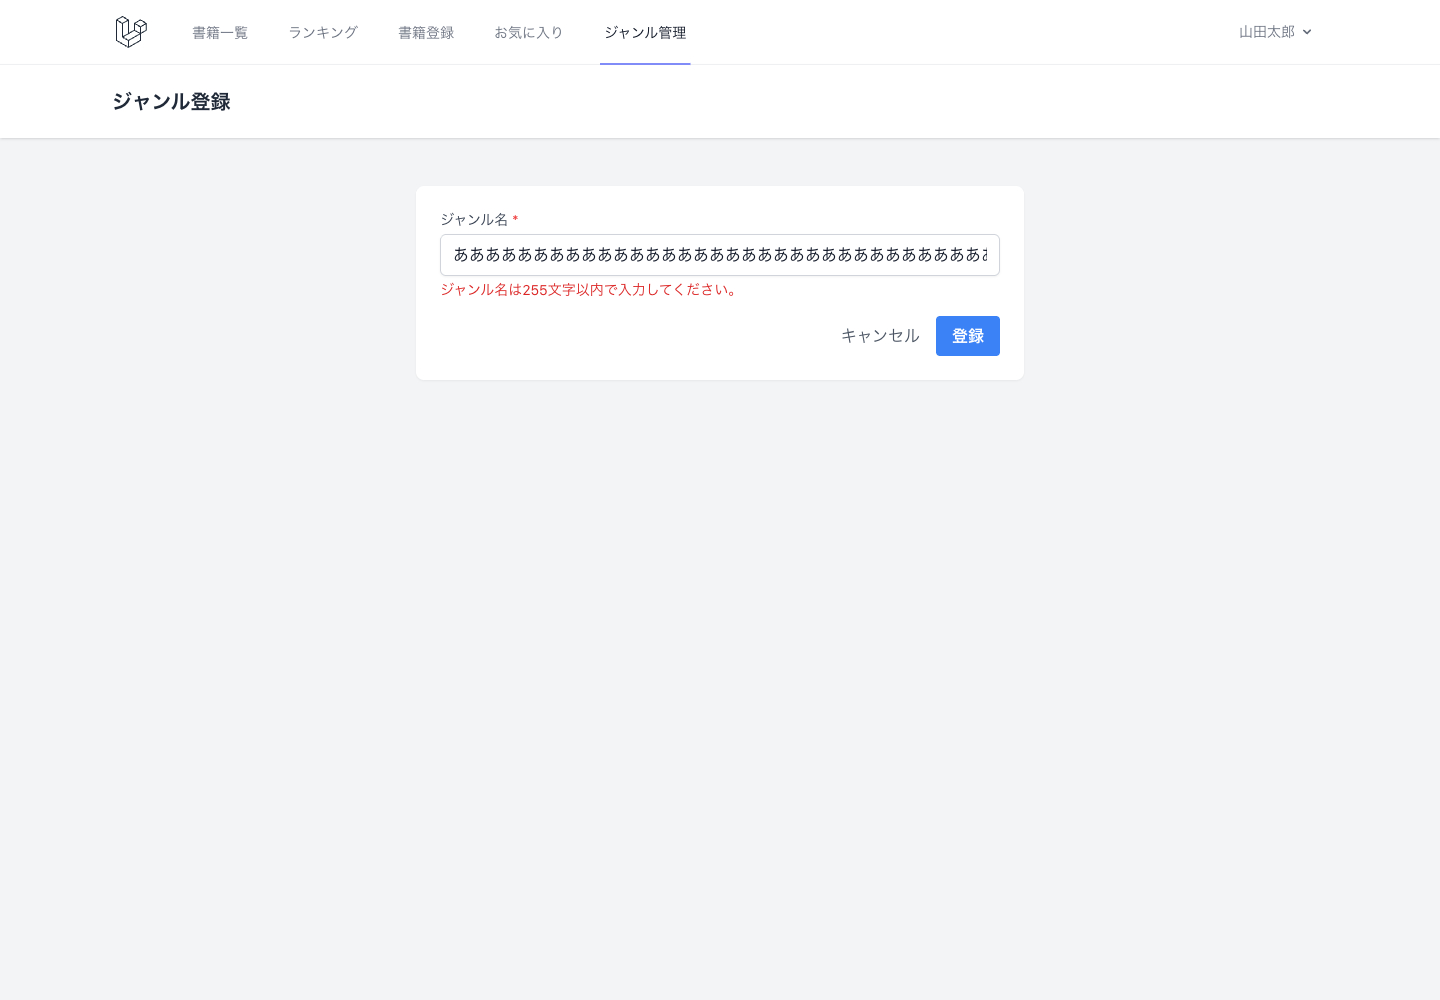 書籍一覧 ランキング 書籍登録 お気に入り ジャンル管理 山田太郎
ジャンル登録
ジャンル名 *
ああああああああああああああああああああああああああああああああああ
ジャンル名は255文字以内で入力してください。
キャンセル 登録